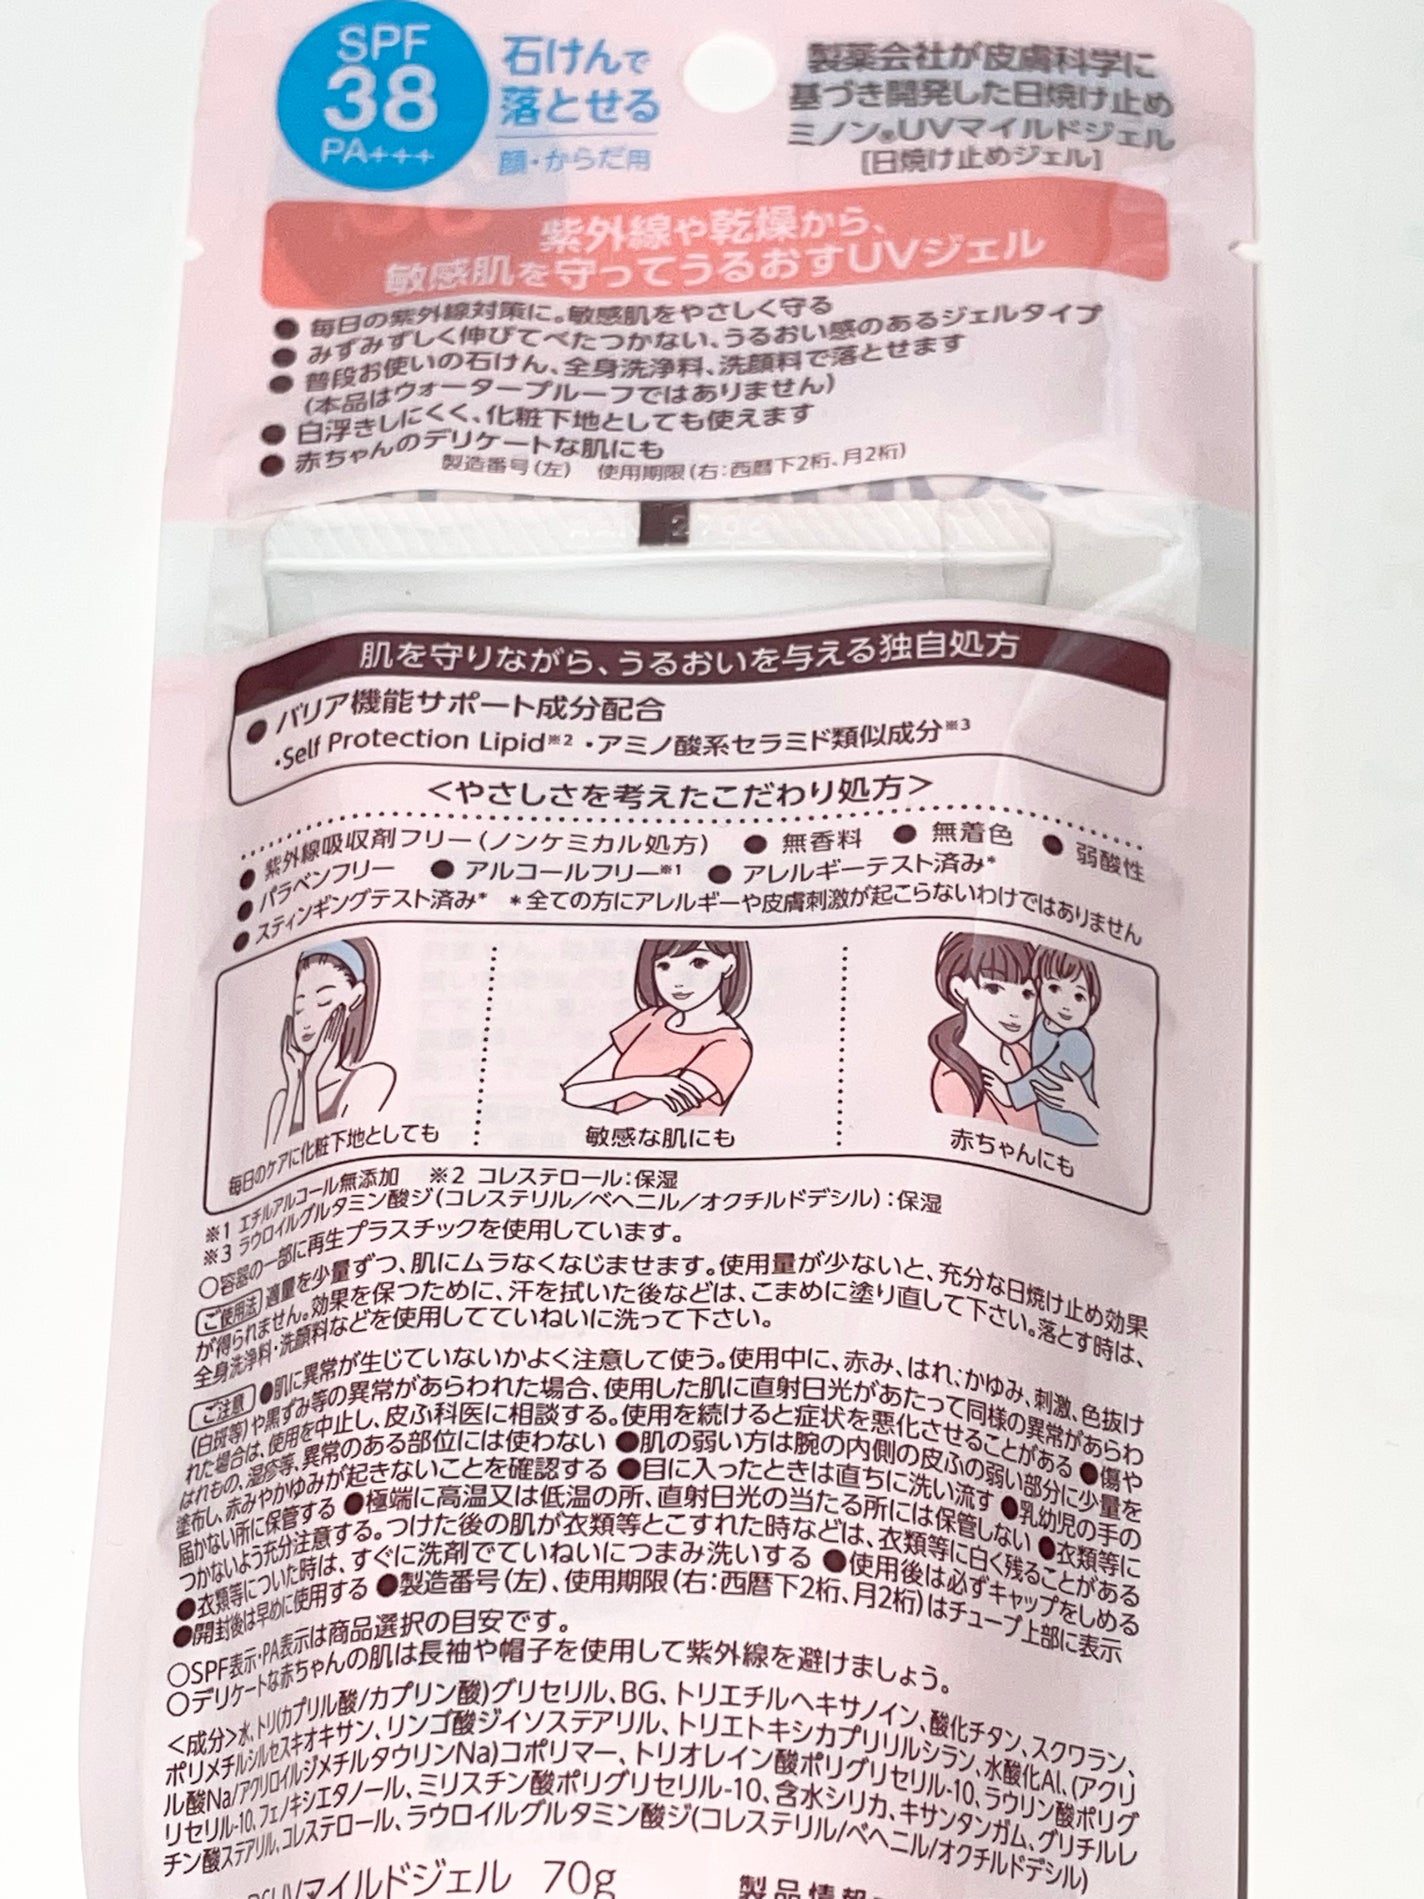 SPF
38
PA+++
石けんで
落とせる
顔・からだ用
製薬会社が皮膚科学に
基づき開発した日焼け止め
ミノン®UVマイルドジェル
[日焼け止めジェル]
紫外線や乾燥から、
敏感肌を守ってうるおすUVジェル
●毎日の紫外線対策に。敏感肌をやさしく守る
●みずみずしく伸びてべたつかない、うるおい感のあるジェルタイプ
●普段お使いの石けん、全身洗浄料、洗顔料で落とせます
(本品はウォータープルーフではありません)
●白浮きしにくく、化粧下地としても使えます
●赤ちゃんのデリケートな肌にも
製造番号(左) 使用期限(右:西暦下2桁、月2桁)
肌を守りながら、うるおいを与える独自処方
●バリア機能サポート成分配合
・Self Protection Lipid※2 ・アミノ酸系セラミド類似成分※3
<やさしさを考えたこだわり処方>
●紫外線吸収剤フリー(ノンケミカル処方) ●無香料 ●無着色 ●弱酸性
●パラベンフリー ●アルコールフリー※1 ●アレルギーテスト済み*
●スティンギングテスト済み* *全ての方にアレルギーや皮膚刺激が起こらないわけではありません
毎日のケアに化粧下地としても
敏感な肌にも
赤ちゃんにも
※1 エチルアルコール無添加 ※2 コレステロール:保湿
※3 ラウロイルグルタミン酸ジ(コレステリル/ベヘニル/オクチルドデシル):保湿
○容器の一部に再生プラスチックを使用しています。
ご使用法 適量を少量ずつ、肌にムラなくなじませます。使用量が少ないと、充分な日焼け止め効果
が得られません。効果を保つために、汗を拭いた後などは、こまめに塗り直して下さい。落とす時は、
全身洗浄料・洗顔料などを使用してていねいに洗って下さい。
ご注意 ●肌に異常が生じていないかよく注意して使う。使用中に、赤み、はれ、かゆみ、刺激、色抜け
(白斑等)や黒ずみ等の異常があらわれた場合、使用した肌に直射日光があたって同様の異常があらわ
れた場合は、使用を中止し、皮ふ科医に相談する。使用を続けると症状を悪化させることがある ●傷や
はれもの、湿疹等、異常のある部位には使わない ●肌の弱い方は腕の内側の皮ふの弱い部分に少量を
塗布し、赤みやかゆみが起きないことを確認する ●目に入ったときは直ちに洗い流す ●乳幼児の手の
届かない所に保管する ●極端に高温又は低温の所、直射日光の当たる所には保管しない ●衣類等に
つかないよう充分注意する。つけた後の肌が衣類等とこすれた時などは、衣類等に白く残ることがある
●衣類等についた時は、すぐに洗剤でていねいにつまみ洗いする ●使用後は必ずキャップをしめる
●開封後は早めに使用する ●製造番号(左)、使用期限(右:西暦下2桁、月2桁)はチューブ上部に表示
○SPF表示・PA表示は商品選択の目安です。
○デリケートな赤ちゃんの肌は長袖や帽子を使用して紫外線を避けましょう。
<成分>水、トリ(カプリル酸/カプリン酸)グリセリル、BG、トリエチルヘキサノイン、酸化チタン、スクワラン、
ポリメチルシルセスキオキサン、リンゴ酸ジイソステアリル、トリエトキシカプリリルシラン、水酸化Al、(アクリ
ル酸Na/アクリロイルジメチルタウリンNa)コポリマー、トリオレイン酸ポリグリセリル-10、ラウリン酸ポリグ
リセリル-10、フェノキシエタノール、ミリスチン酸ポリグリセリル-10、含水シリカ、キサンタンガム、グリチルレ
チン酸ステアリル、コレステロール、ラウロイルグルタミン酸ジ(コレステリル/ベヘニル/オクチルドデシル)
UVマイルドジェル 70g
製品情報